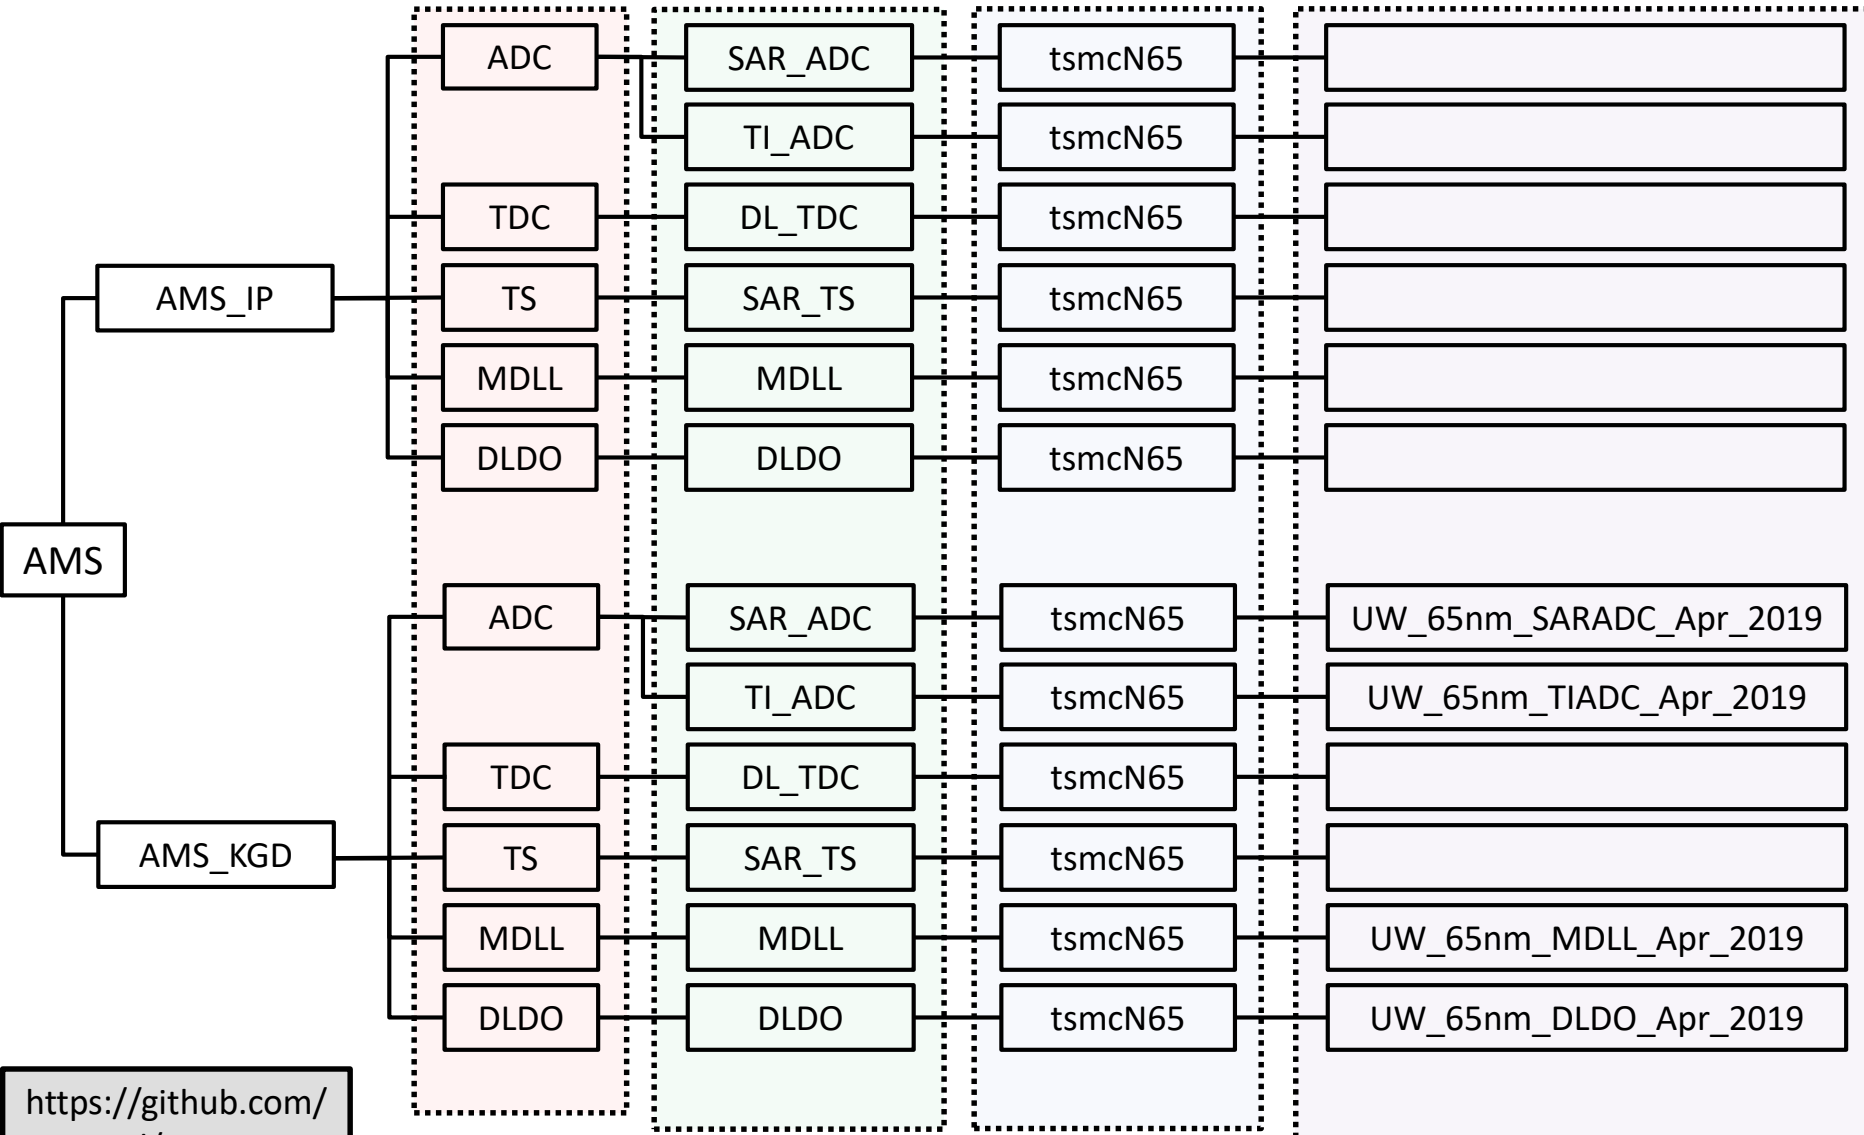 ADC SAR_ADC tsmcN65
TI_ADC tsmcN65
TDC DL_TDC tsmcN65
AMS_IP TS SAR_TS tsmcN65
MDLL MDLL tsmcN65
DLDO DLDO tsmcN65
AMS
ADC SAR_ADC tsmcN65 UW_65nm_SARADC_Apr_2019
TI_ADC tsmcN65 UW_65nm_TIADC_Apr_2019
TDC DL_TDC tsmcN65
AMS_KGD TS SAR_TS tsmcN65
MDLL MDLL tsmcN65 UW_65nm_MDLL_Apr_2019
DLDO DLDO tsmcN65 UW_65nm_DLDO_Apr_2019
https://github.com/